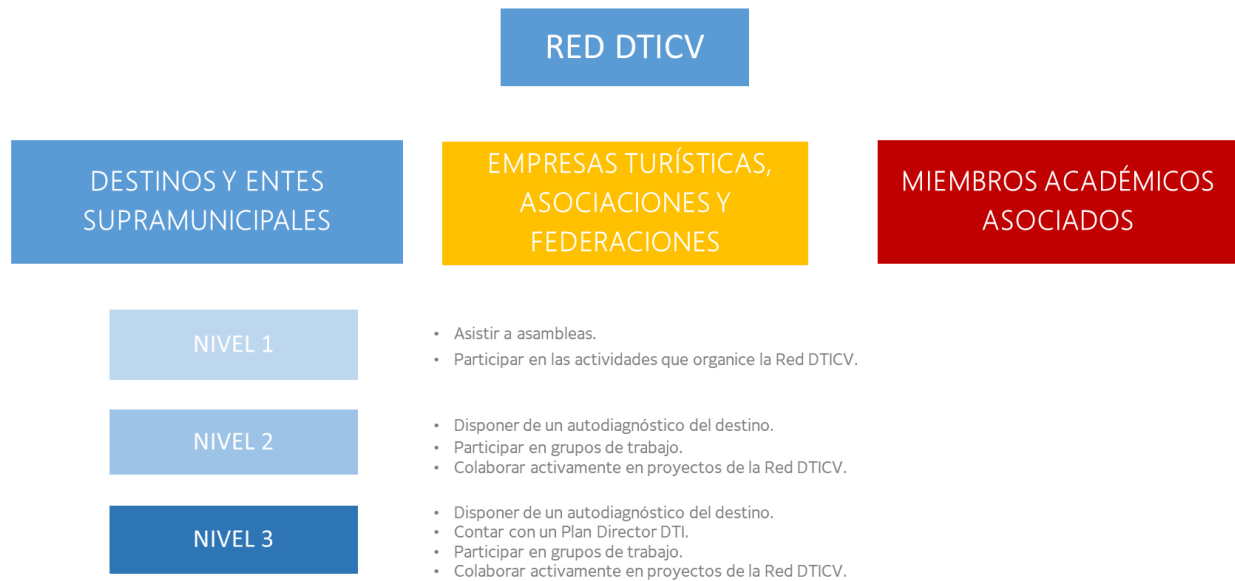 RED DTICV
DESTINOS Y ENTES
SUPRAMUNICIPALES
EMPRESAS TURÍSTICAS,
ASOCIACIONES Y
FEDERACIONES
MIEMBROS ACADÉMICOS
ASOCIADOS
NIVEL 1
• Asistir a asambleas.
• Participar en las actividades que organice la Red DTICV.
NIVEL 2
• Disponer de un autodiagnóstico del destino.
• Participar en grupos de trabajo.
• Colaborar activamente en proyectos de la Red DTICV.
NIVEL 3
• Disponer de un autodiagnóstico del destino.
• Contar con un Plan Director DTI.
• Participar en grupos de trabajo.
• Colaborar activamente en proyectos de la Red DTICV.